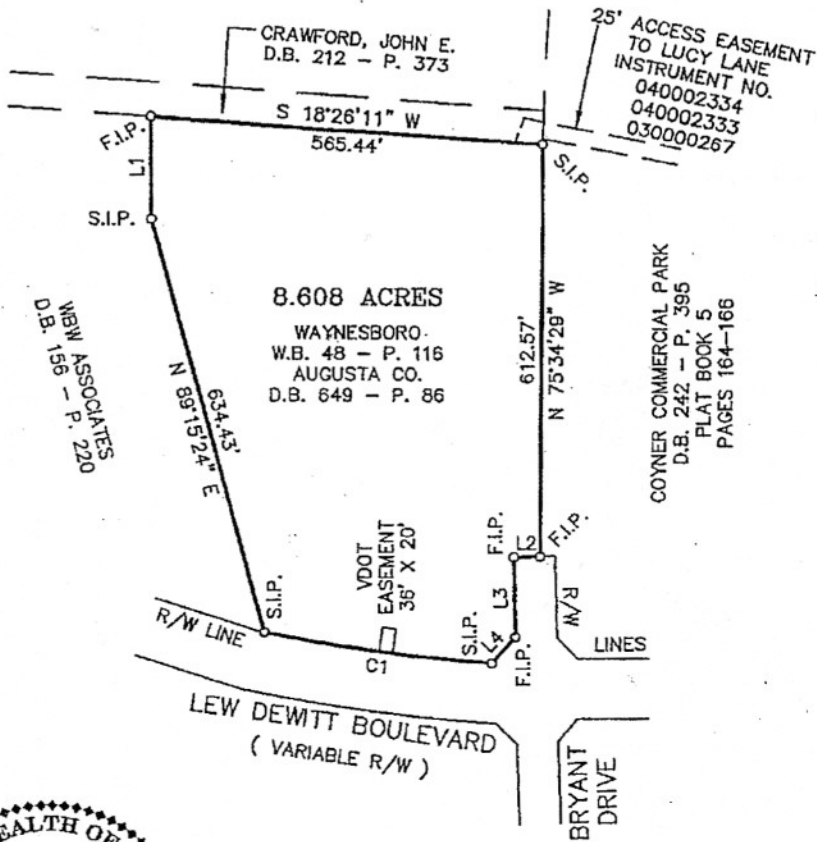 CRAWFORD, JOHN E.
D.B. 212 - P. 373
25' ACCESS EASEMENT
TO LUCY LANE
INSTRUMENT NO.
040002334
040002333
030000267
S 18°26'11" W
565.44'
F.I.P.
L1
S.I.P.
S.I.P.
8.608 ACRES
WAYNESBORO
W.B. 48 - P. 116
AUGUSTA CO.
D.B. 649 - P. 86
612.57'
N 75°34'29" W
COYNER COMMERCIAL PARK
D.B. 242 - P. 395
PLAT BOOK 5
PAGES 164-166
WBW ASSOCIATES
D.B. 156 - P. 220
634.43'
N 89°15'24" E
VDOT
EASEMENT
36' X 20'
F.I.P.
L2
F.I.P.
L3
R/W
S.I.P.
R/W LINE
C1
S.I.P.
L4
F.I.P.
LINES
LEW DEWITT BOULEVARD
( VARIABLE R/W )
BRYANT
DRIVE
EALTH OF